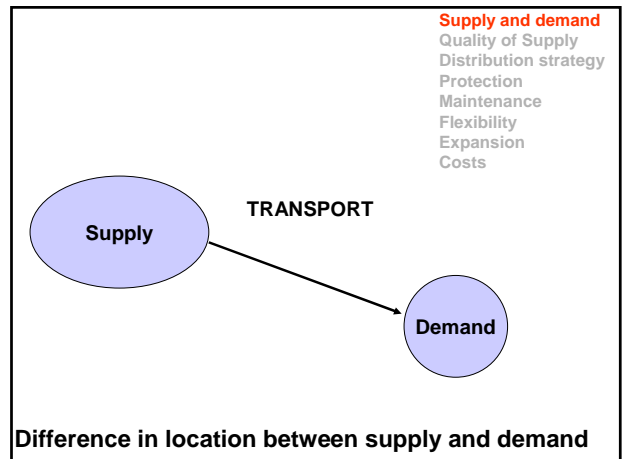 Supply and demand
Quality of Supply
Distribution strategy
Protection
Maintenance
Flexibility
Expansion
Costs
TRANSPORT
Supply
Demand
Difference in location between supply and demand